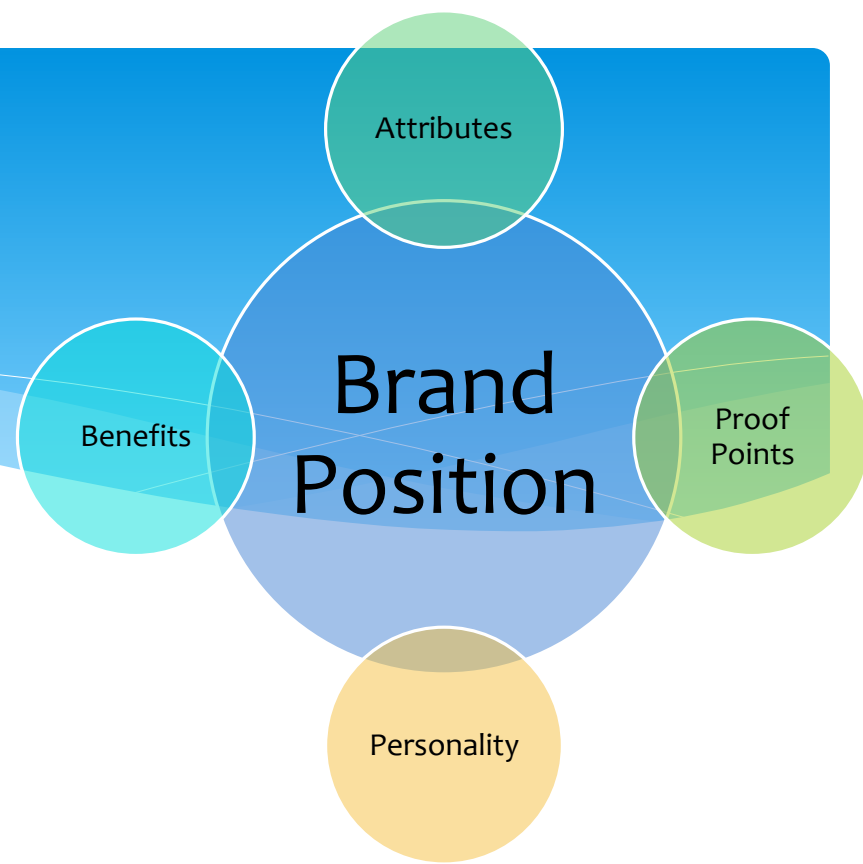 Attributes
Brand
Position
Benefits
Proof
Points
Personality